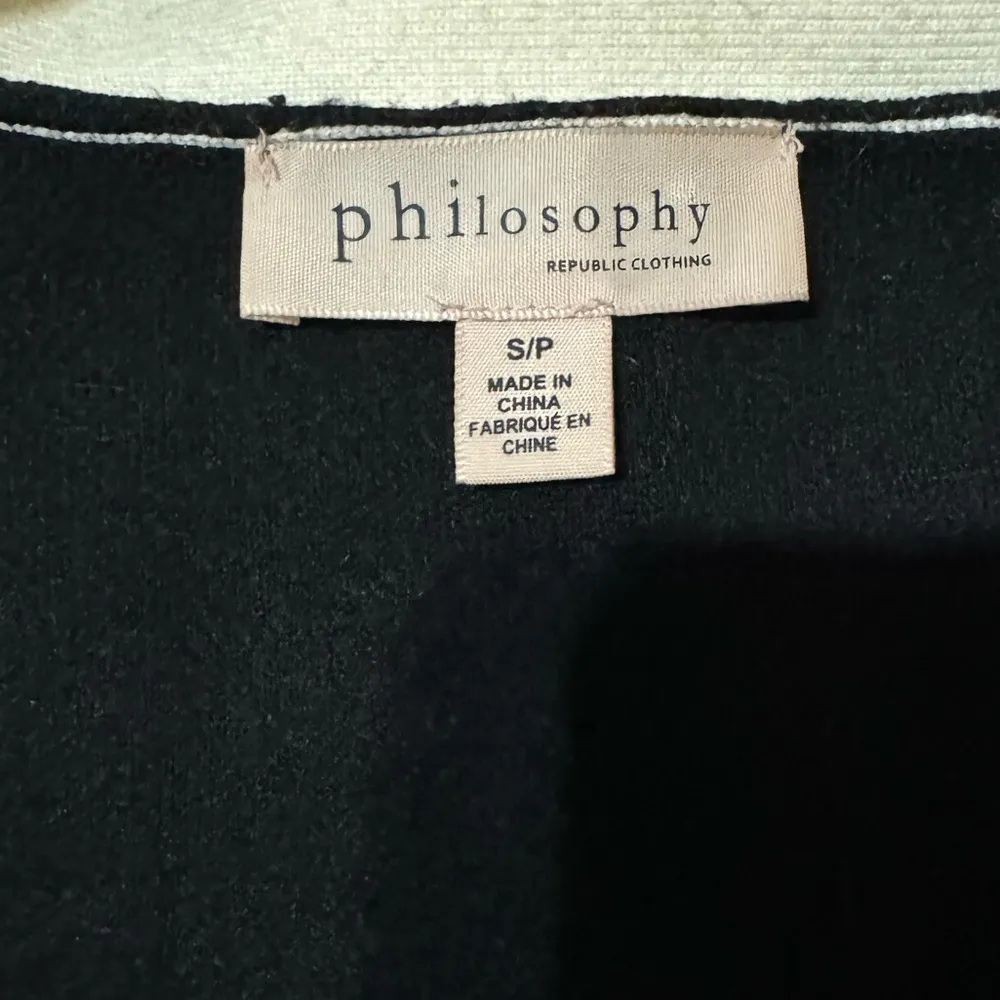 philosophy
REPUBLIC CLOTHING
S/P
MADE IN
CHINA
FABRIQUÉ EN
CHINE